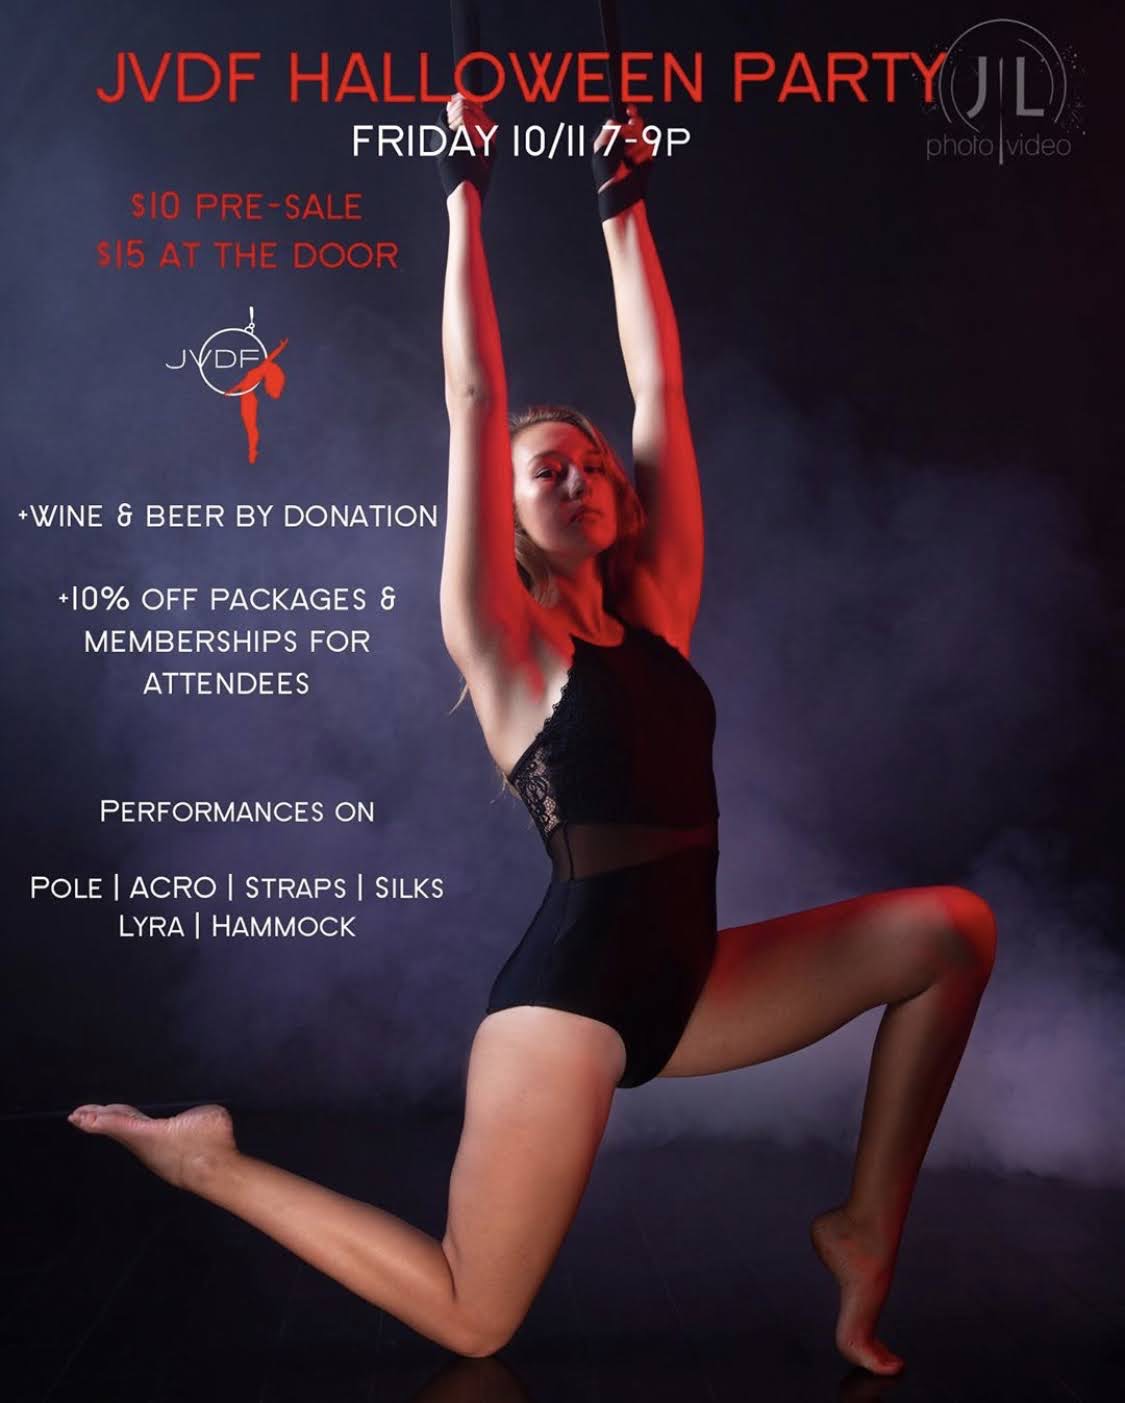 JVDF HALLOWEEN PARTY
FRIDAY 10/11 7-9P
JL
photo video
$10 PRE-SALE
$15 AT THE DOOR
JVDF
+WINE & BEER BY DONATION
+10% OFF PACKAGES &
MEMBERSHIPS FOR
ATTENDEES
PERFORMANCES ON
POLE | ACRO | STRAPS | SILKS
LYRA | HAMMOCK